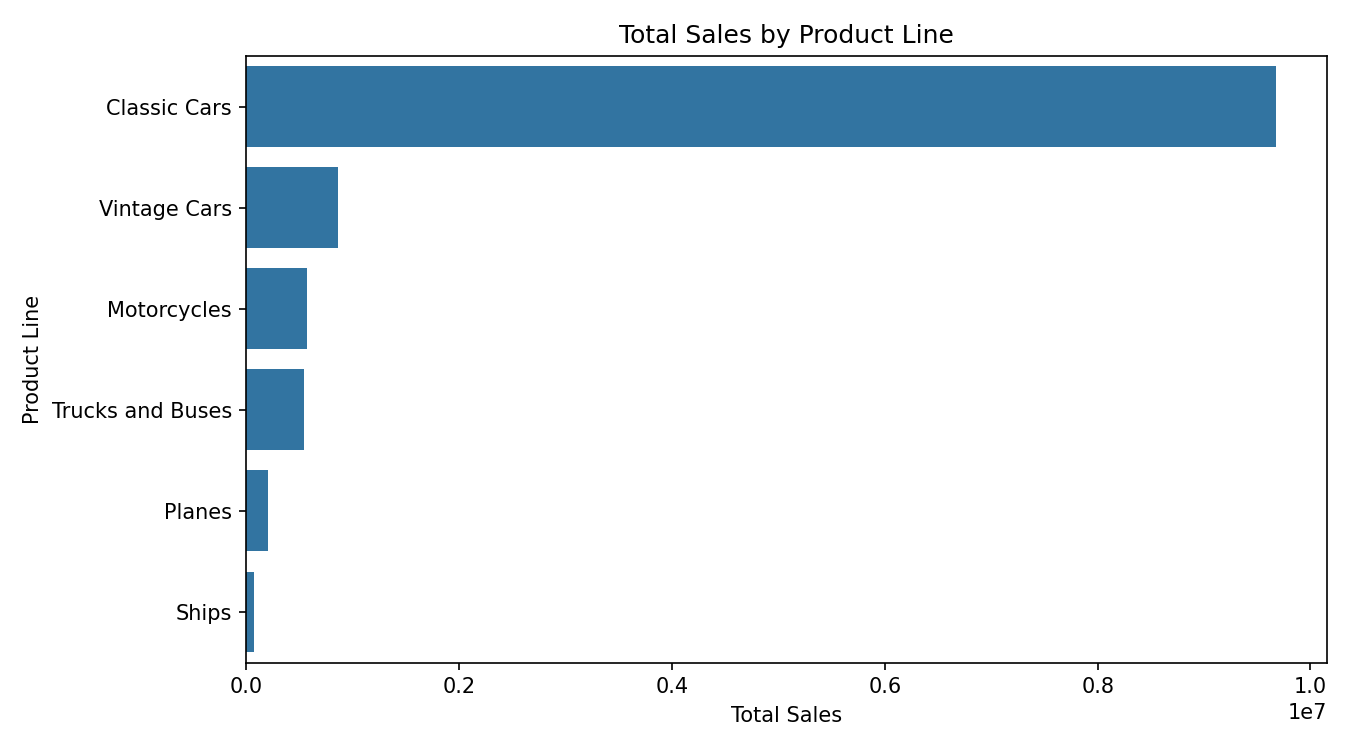 Total Sales by Product Line
Classic Cars
Vintage Cars
Motorcycles
Trucks and Buses
Planes
Ships
Product Line
0.0 0.2 0.4 0.6 0.8 1.0
1e7
Total Sales